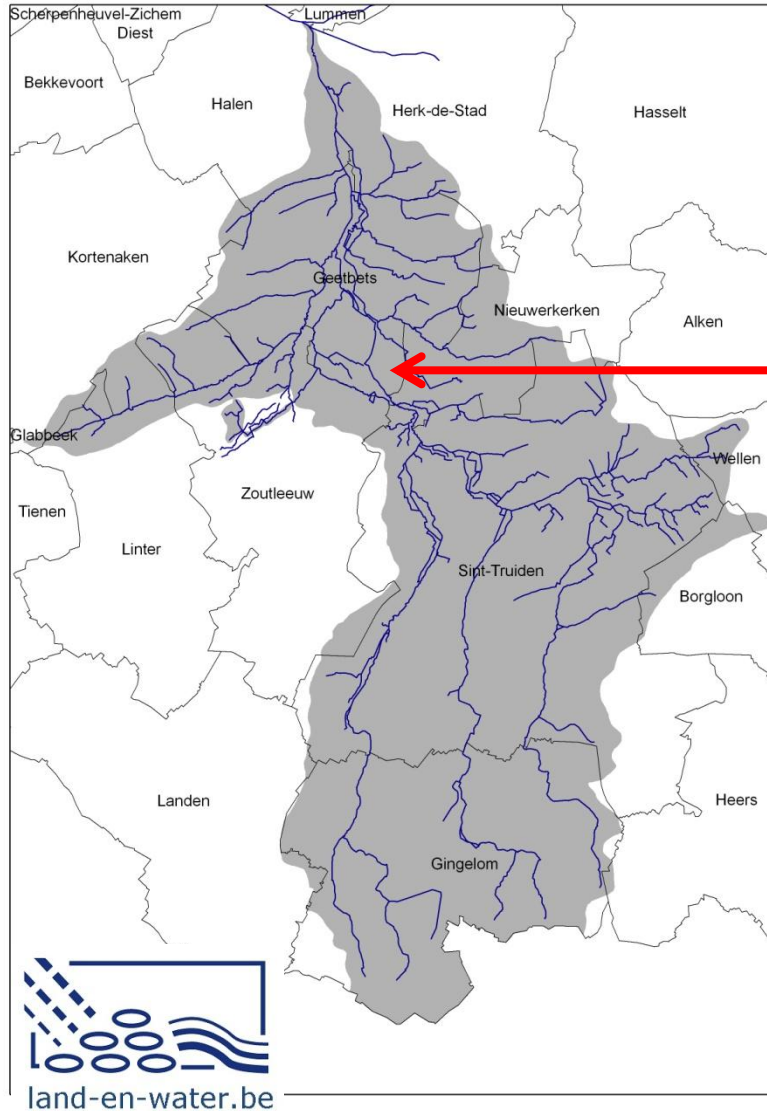 Scherpenheuvel-Zichem
Lummen
Diest
Bekkevoort
Halen
Herk-de-Stad
Hasselt
Kortenaken
Geetbets
Nieuwerkerken
Alken
Glabbeek
Wellen
Zoutleeuw
Tienen
Linter
Sint-Truiden
Borgloon
Landen
Heers
Gingelom
land-en-water.be